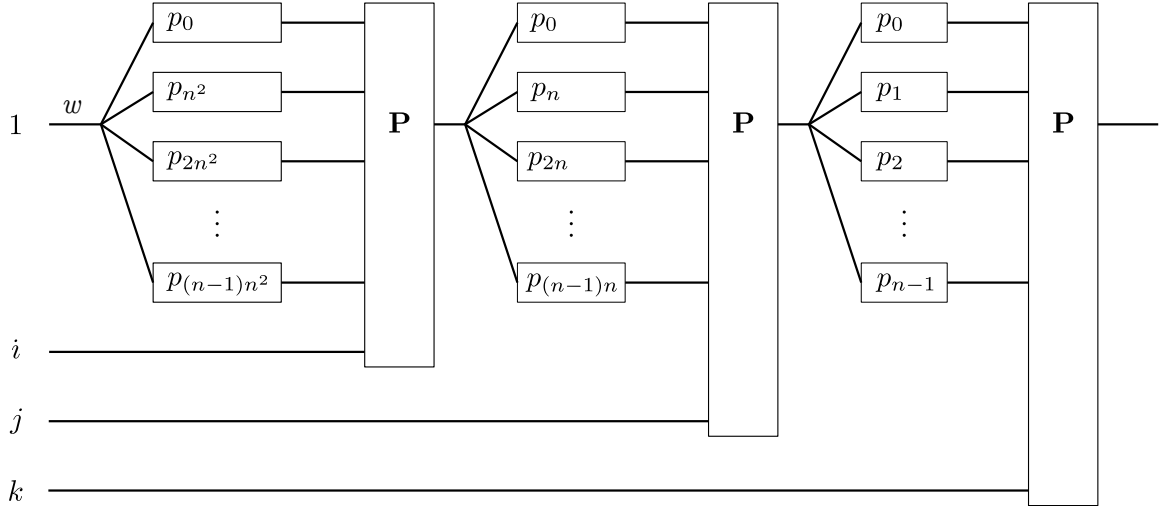 p_0 p_0 p_0
w p_{n^2} p_n p_1
1 P P P
p_{2n^2} p_{2n} p_2
⋮ ⋮ ⋮
p_{(n−1)n^2} p_{(n−1)n} p_{n−1}
i
j
k